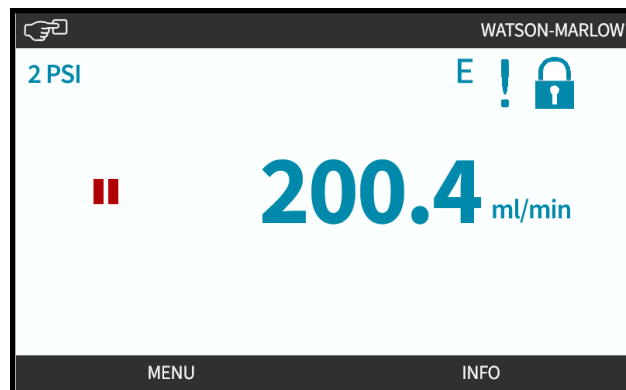 WATSON-MARLOW
2 PSI
E !
200.4 ml/min
MENU INFO